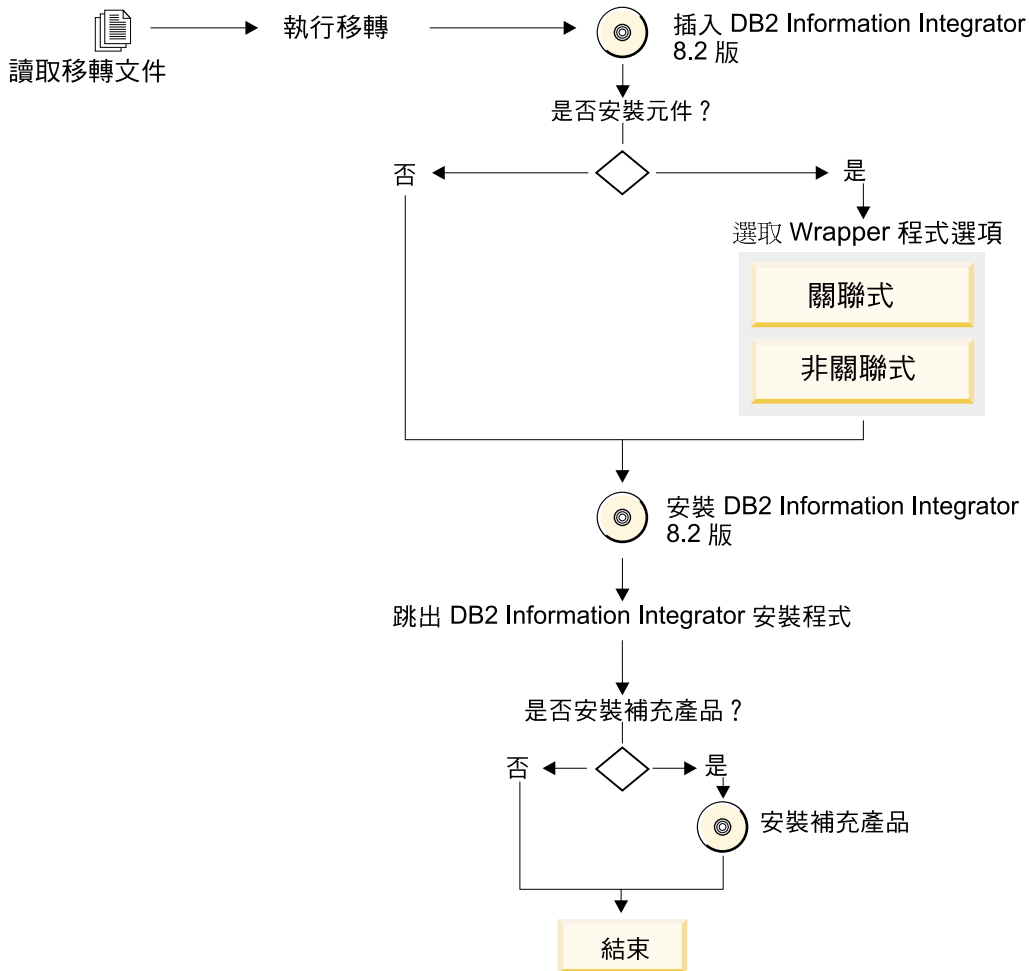 讀取移轉文件
執行移轉
插入 DB2 Information Integrator
8.2 版
是否安裝元件？
否
是
選取 Wrapper 程式選項
關聯式
非關聯式
安裝 DB2 Information Integrator
8.2 版
跳出 DB2 Information Integrator 安裝程式
是否安裝補充產品？
否
是
安裝補充產品
結束